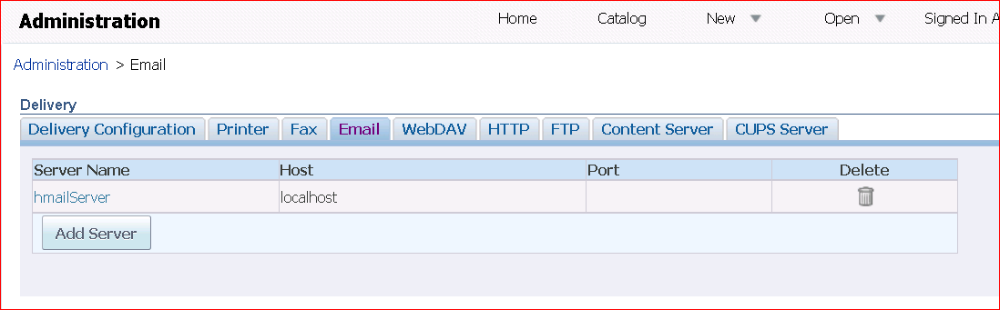 Administration Home Catalog New Open Signed In A
Administration > Email
Delivery
Delivery Configuration Printer Fax Email WebDAV HTTP FTP Content Server CUPS Server
Server Name Host Port Delete
hmailServer localhost
Add Server